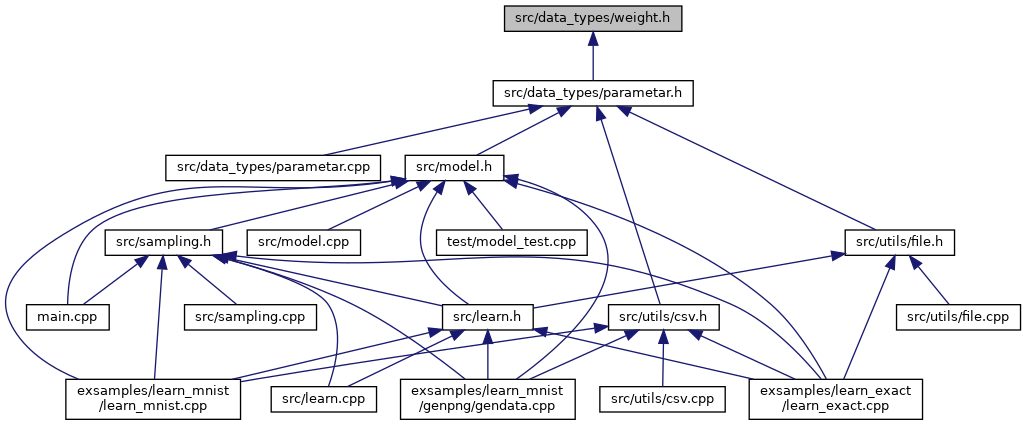 src/data_types/weight.h
src/data_types/parametar.h
src/data_types/parametar.cpp
src/model.h
src/sampling.h
src/model.cpp
test/model_test.cpp
src/utils/file.h
main.cpp
src/sampling.cpp
src/learn.h
src/utils/csv.h
src/utils/file.cpp
exsamples/learn_mnist
/learn_mnist.cpp
src/learn.cpp
exsamples/learn_mnist
/genpng/gendata.cpp
src/utils/csv.cpp
exsamples/learn_exact
/learn_exact.cpp